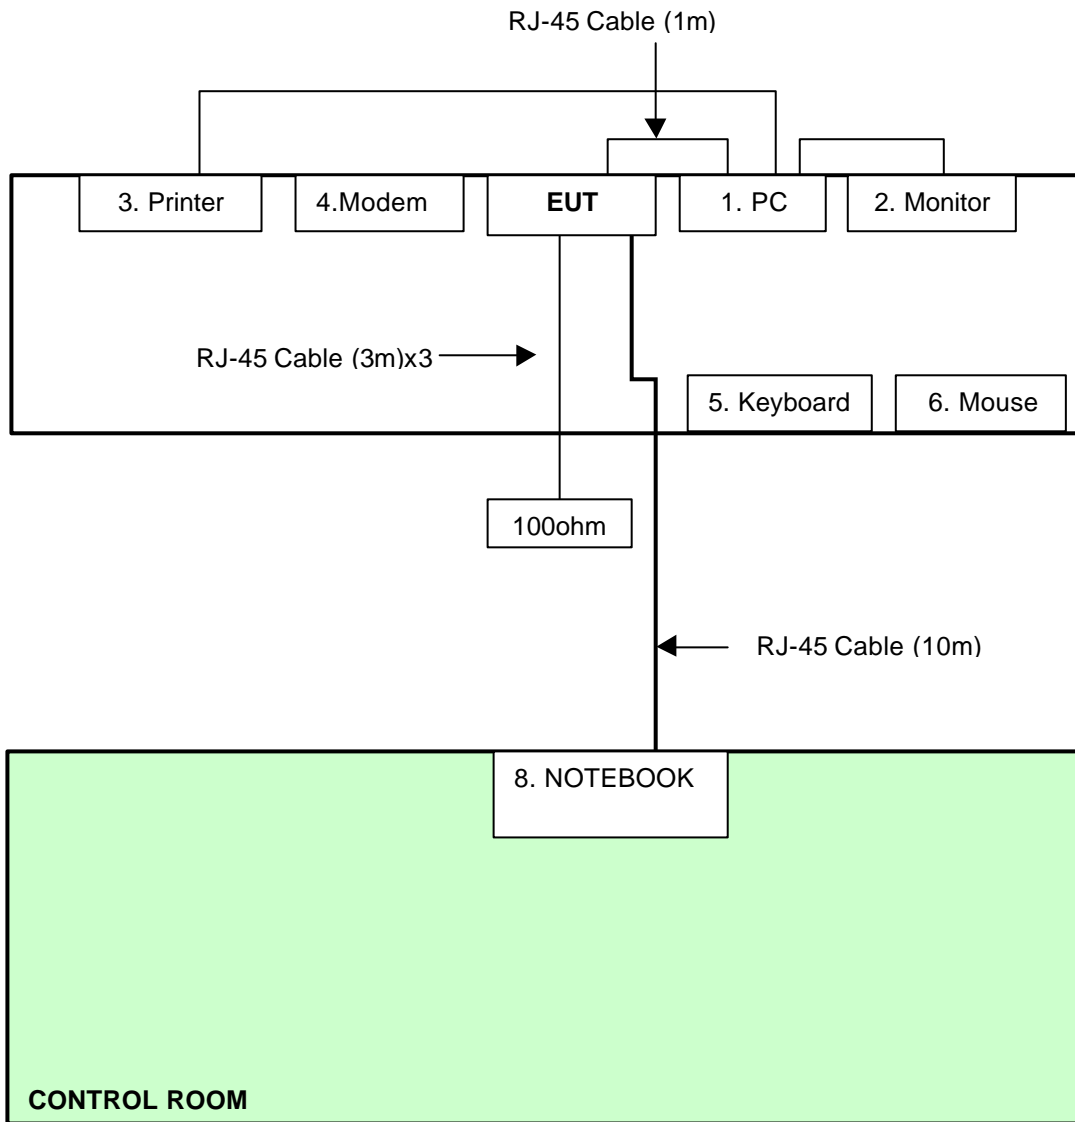 RJ-45 Cable (1m)
3. Printer
4.Modem
EUT
1. PC
2. Monitor
RJ-45 Cable (3m)x3
5. Keyboard
6. Mouse
100ohm
RJ-45 Cable (10m)
8. NOTEBOOK
CONTROL ROOM